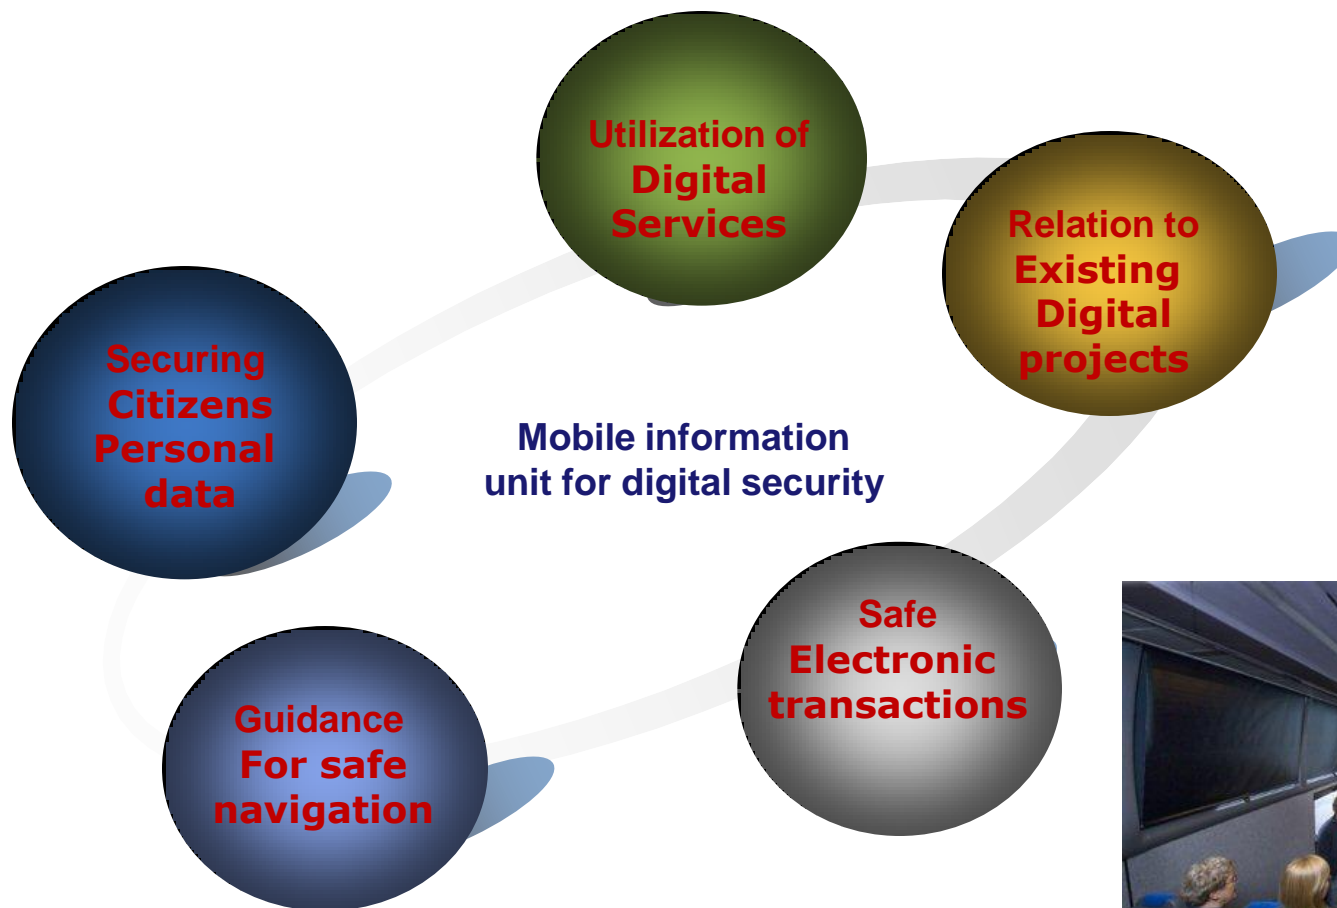 Utilization of
Digital
Services
Relation to
Existing
Digital
projects
Securing
Citizens
Personal
data
Mobile information
unit for digital security
Safe
Electronic
transactions
Guidance
For safe
navigation